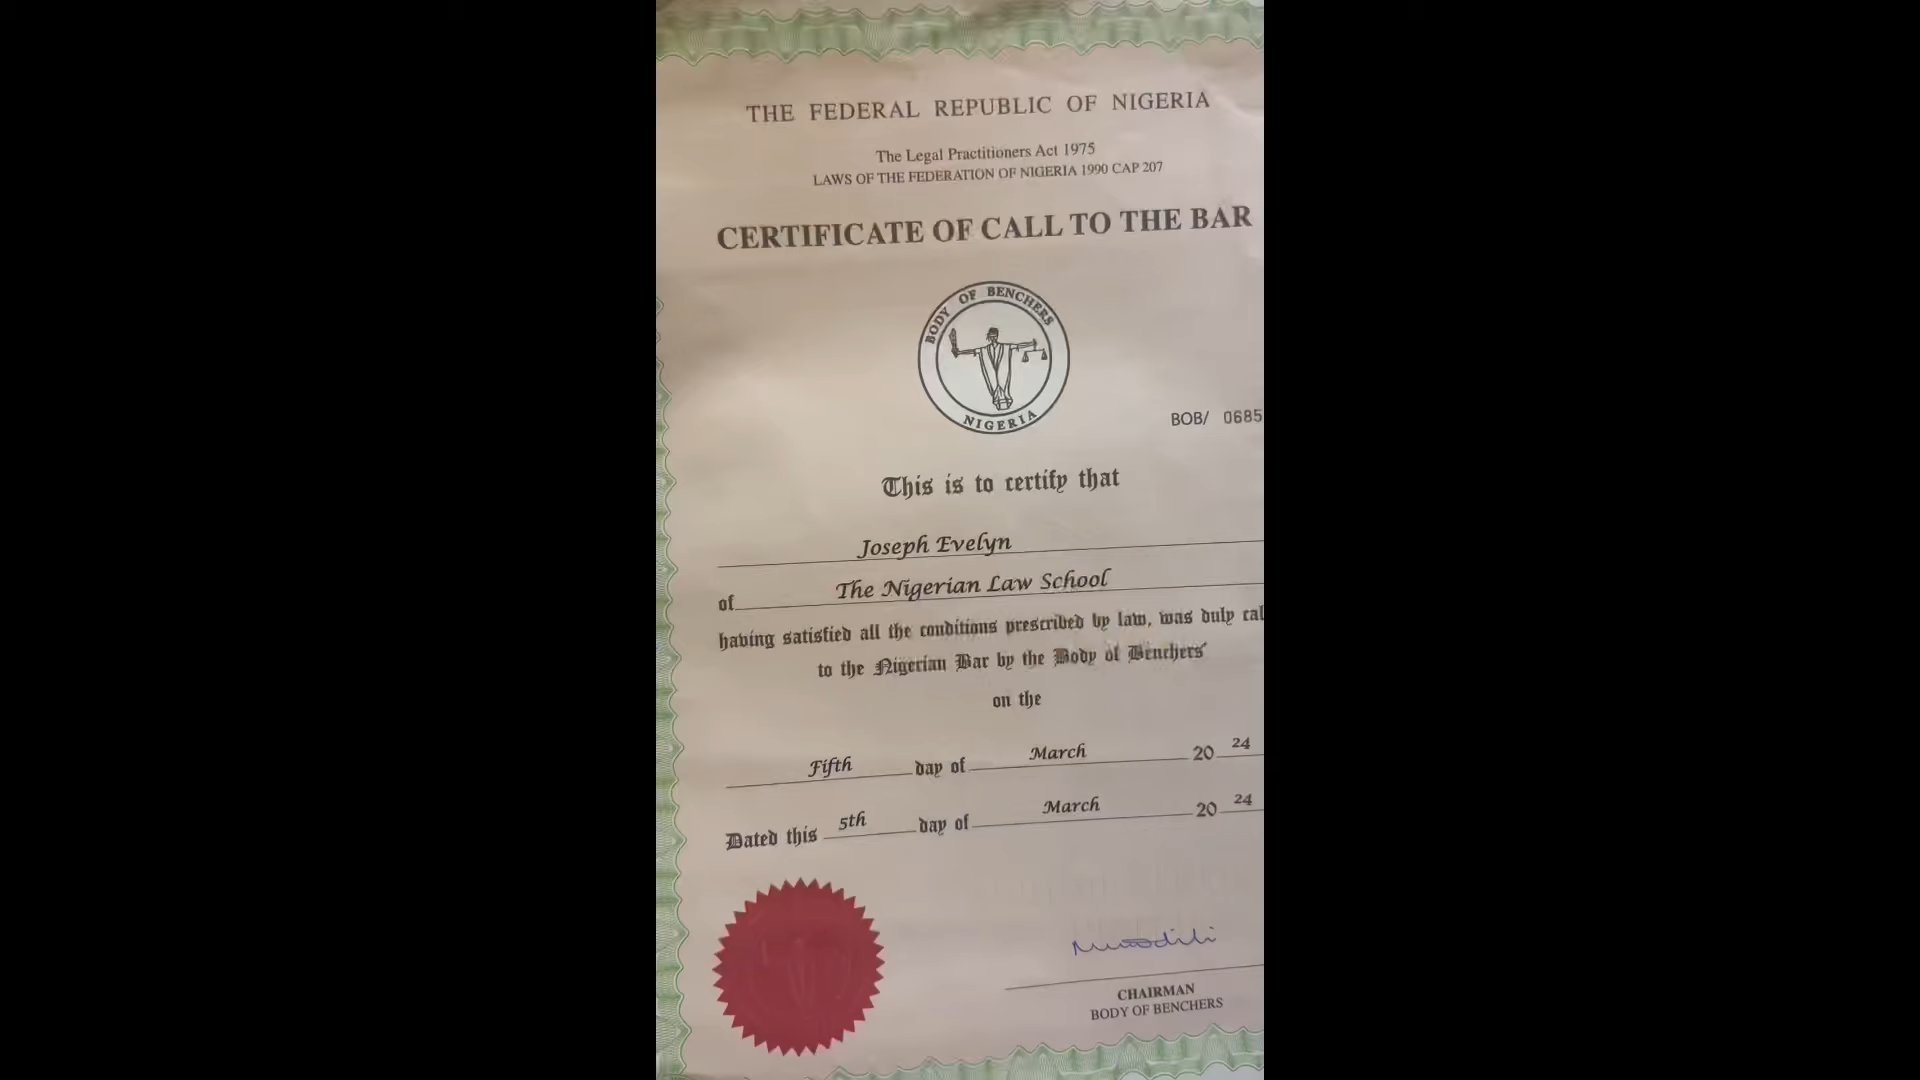 THE FEDERAL REPUBLIC OF NIGERIA
The Legal Practitioners Act 1975
LAWS OF THE FEDERATION OF NIGERIA 1990 CAP 207
CERTIFICATE OF CALL TO THE BAR
BODY OF BENCHERS
NIGERIA
BOB/ 0685
This is to certify that
Joseph Evelyn
of The Nigerian Law School
having satisfied all the conditions prescribed by law, was duly cal
to the Nigerian Bar by the Body of Benchers
on the
Fifth day of March 20 24
Dated this 5th day of March 20 24
CHAIRMAN
BODY OF BENCHERS